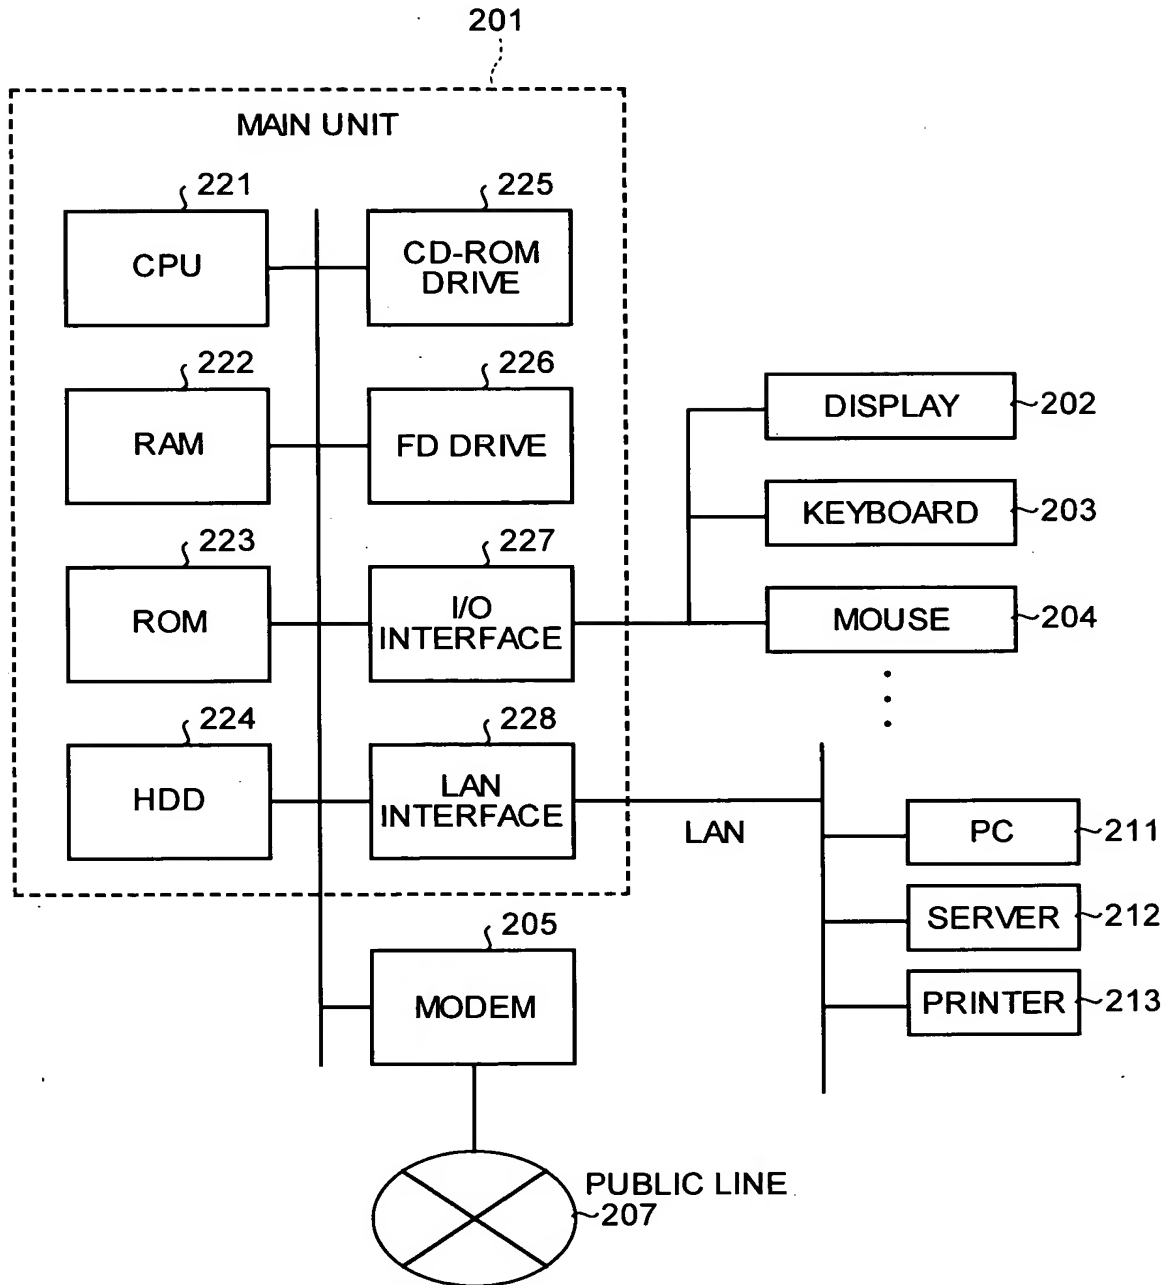 201
MAIN UNIT
221
CPU
225
CD-ROM
DRIVE
222
RAM
226
FD DRIVE
223
ROM
227
I/O
INTERFACE
224
HDD
228
LAN
INTERFACE
DISPLAY
202
KEYBOARD
203
MOUSE
204
LAN
PC
211
SERVER
212
PRINTER
213
205
MODEM
PUBLIC LINE
207